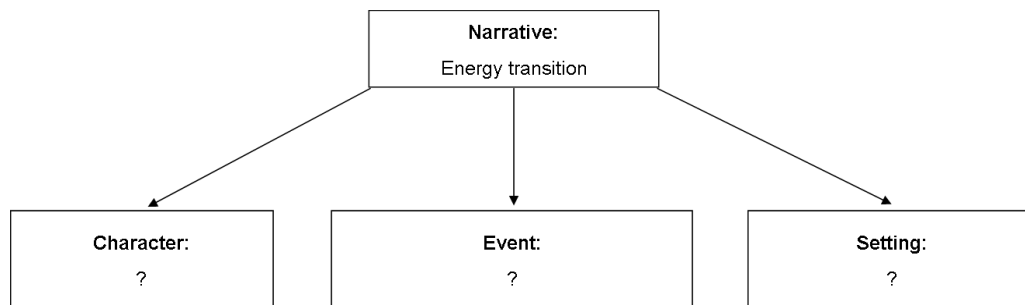 Narrative:
Energy transition
Character:
?
Event:
?
Setting:
?